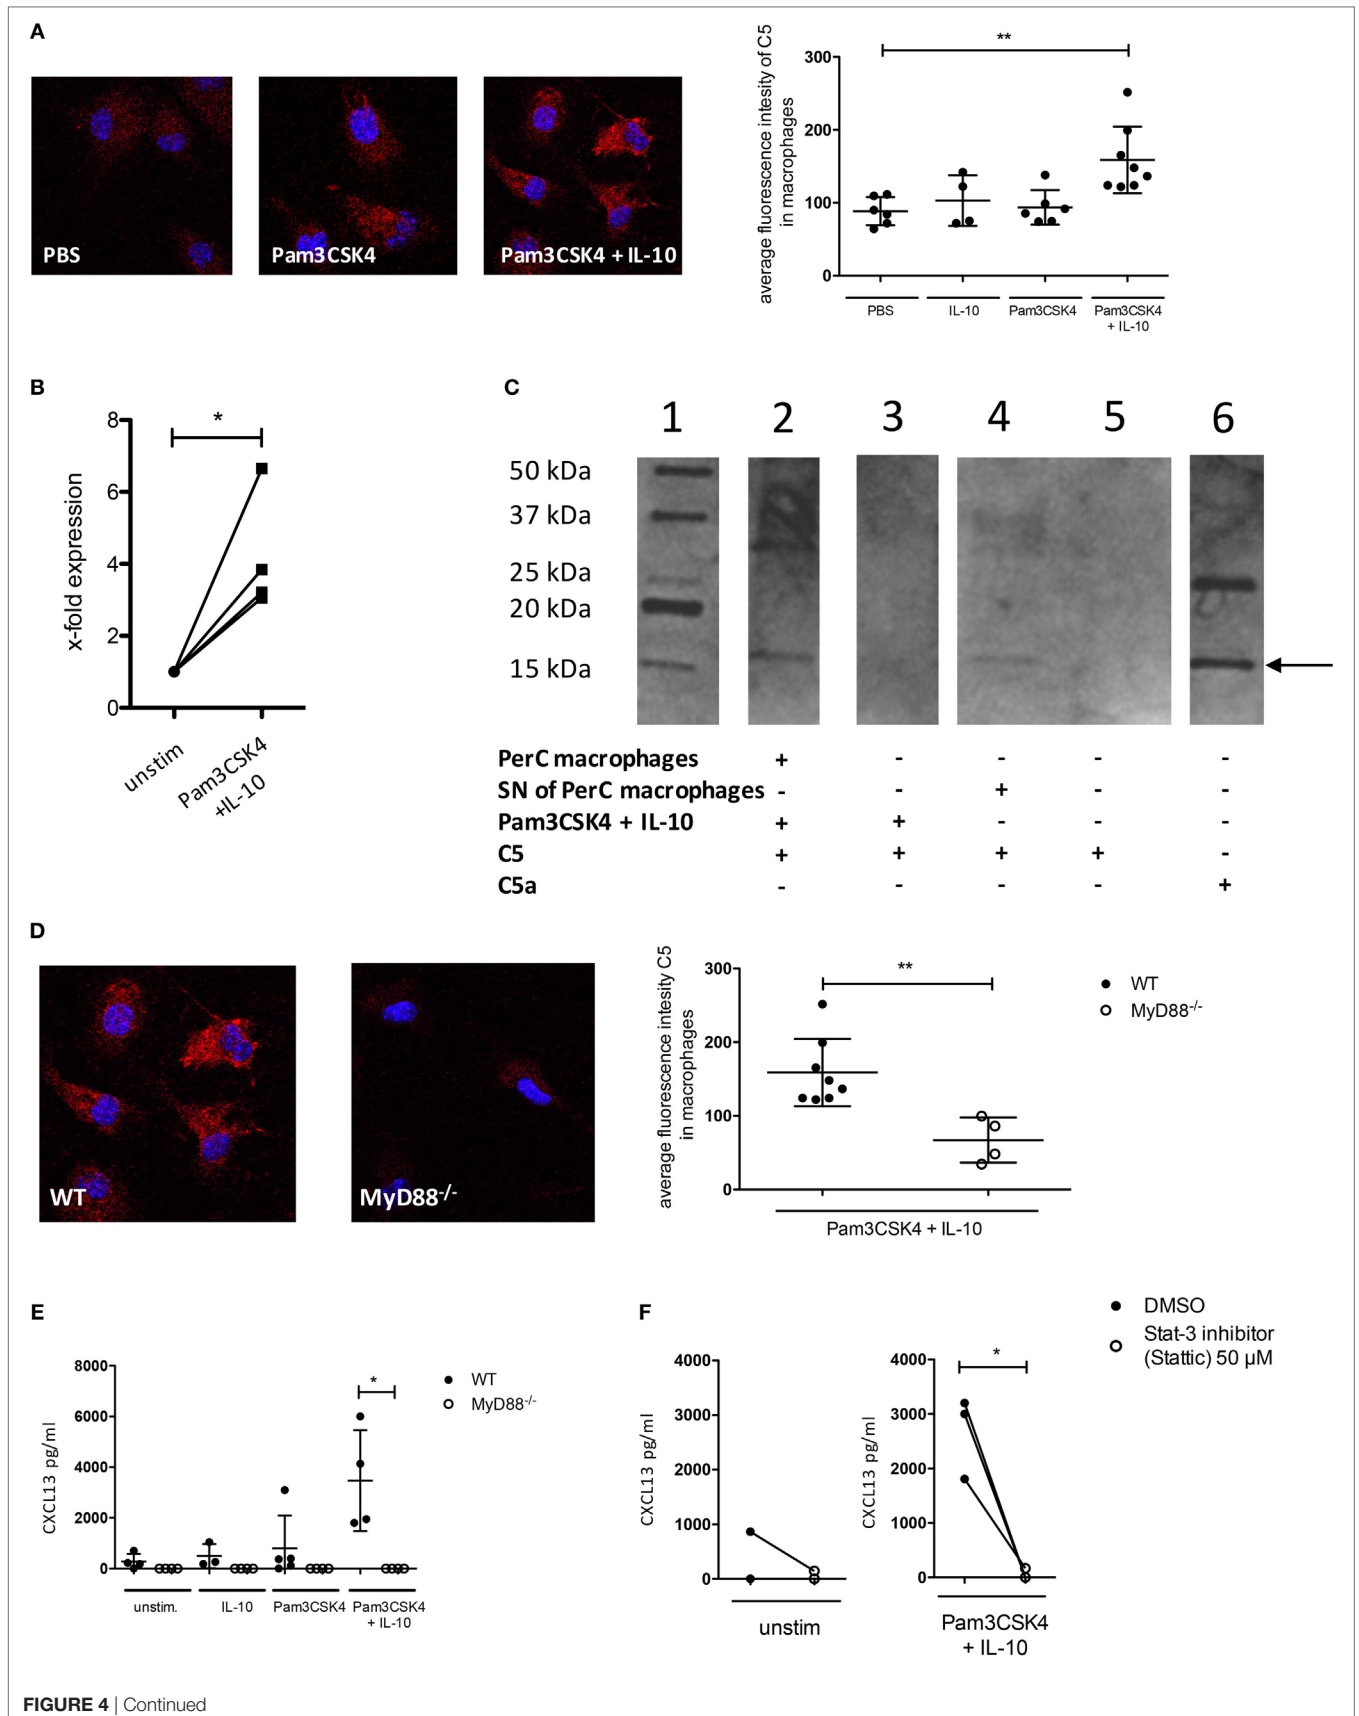 A
PBS
Pam3CSK4
Pam3CSK4 + IL-10
average fluorescence intesity of C5
in macrophages
300
200
100
0
**
PBS
IL-10
Pam3CSK4
Pam3CSK4
+ IL-10
B
x-fold expression
8
6
4
2
0
*
unstim
Pam3CSK4
+IL-10
C
1 2 3 4 5 6
50 kDa
37 kDa
25 kDa
20 kDa
15 kDa
PerC macrophages + - - - -
SN of PerC macrophages - - + - -
Pam3CSK4 + IL-10 + + - - -
C5 + + + + -
C5a - - - - +
D
WT
MyD88-/-
average fluorescence intesity C5
in macrophages
300
200
100
0
**
Pam3CSK4 + IL-10
WT
MyD88-/-
E
CXCL13 pg/ml
8000
6000
4000
2000
0
*
unstim.
IL-10
Pam3CSK4
Pam3CSK4
+ IL-10
WT
MyD88-/-
F
DMSO
Stat-3 inhibitor
(Stattic) 50 µM
CXCL13 pg/ml
4000
3000
2000
1000
0
unstim
CXCL13 pg/ml
4000
3000
2000
1000
0
*
Pam3CSK4
+ IL-10
FIGURE 4 | Continued